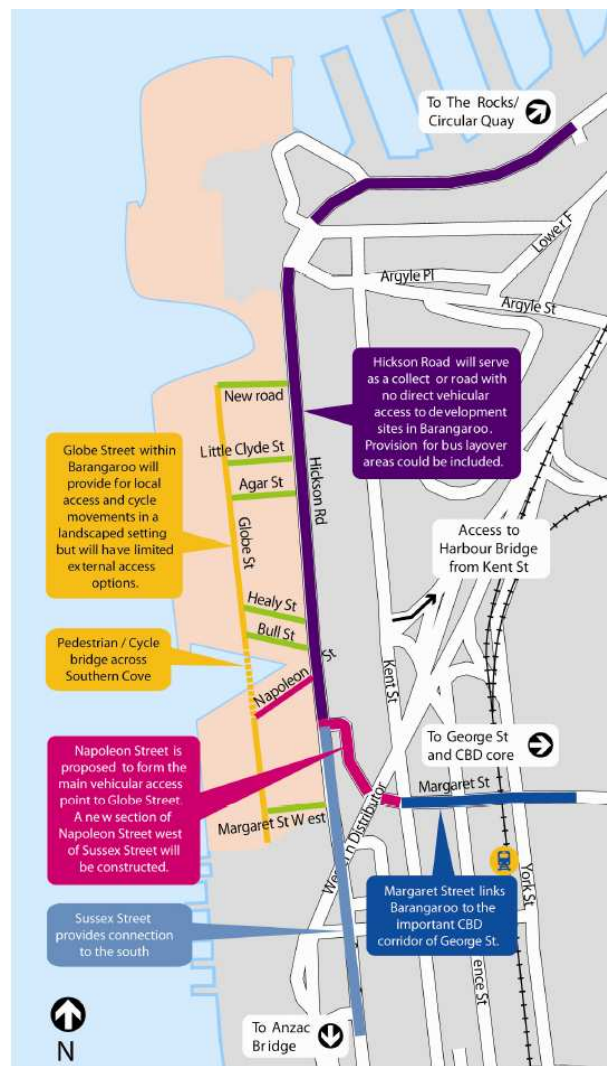 To The Rocks/
Circular Quay
Lower F
Argyle Pl
Argyle St
Hickson Road will serve
as a collect or road with
no direct vehicular
access to development
sites in Barangaroo.
Provision for bus layover
areas could be included.
New road
Little Clyde St
Agar St
Hickson Rd
Globe Street within
Barangaroo will
provide for local
access and cycle
movements in a
landscaped setting
but will have limited
external access
options.
Globe St
Access to
Harbour Bridge
from Kent St
Healy St
Bull St
Pedestrian / Cycle
bridge across
Southern Cove
Napoleon St
Kent St
To George St
and CBD core
Napoleon Street is
proposed to form the
main vehicular access
point to Globe Street.
A new section of
Napoleon Street west
of Sussex Street will
be constructed.
Margaret St
Margaret St W est
We rn Distributor
York St
Margaret Street links
Barangaroo to the
important CBD
corridor of George St.
Sussex Street
provides connection
to the south
ence St
To Anzac
Br idge
N